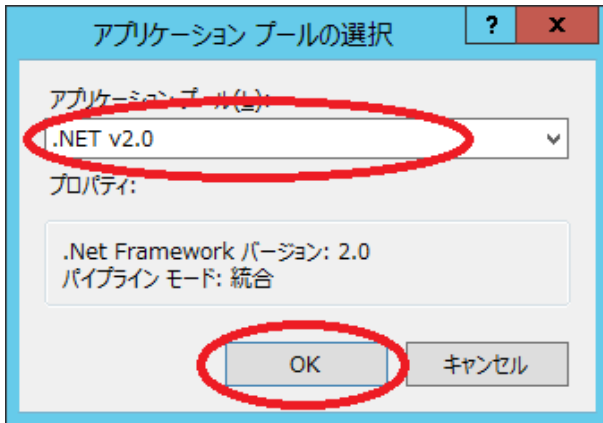 アプリケーション プールの選択
?
x
アプリケーション プール(L):
.NET v2.0
プロパティ:
.Net Framework バージョン: 2.0
パイプライン モード: 統合
OK
キャンセル